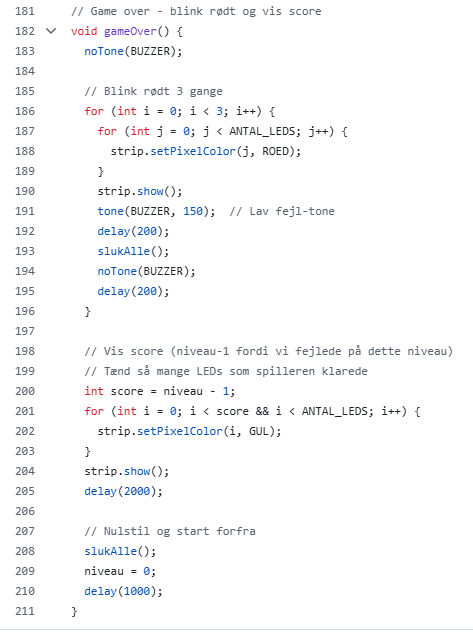 181 // Game over - blink rødt og vis score
182 void gameOver() {
183 noTone(BUZZER);
184
185 // Blink rødt 3 gange
186 for (int i = 0; i < 3; i++) {
187 for (int j = 0; j < ANTAL_LEDS; j++) {
188 strip.setPixelColor(j, ROED);
189 }
190 strip.show();
191 tone(BUZZER, 150);  // Lav fejl-tone
192 delay(200);
193 slukAlle();
194 noTone(BUZZER);
195 delay(200);
196 }
197
198 // Vis score (niveau-1 fordi vi fejlede på dette niveau)
199 // Tænd så mange LEDs som spilleren klarede
200 int score = niveau - 1;
201 for (int i = 0; i < score && i < ANTAL_LEDS; i++) {
202 strip.setPixelColor(i, GUL);
203 }
204 strip.show();
205 delay(2000);
206
207 // Nulstil og start forfra
208 slukAlle();
209 niveau = 0;
210 delay(1000);
211 }